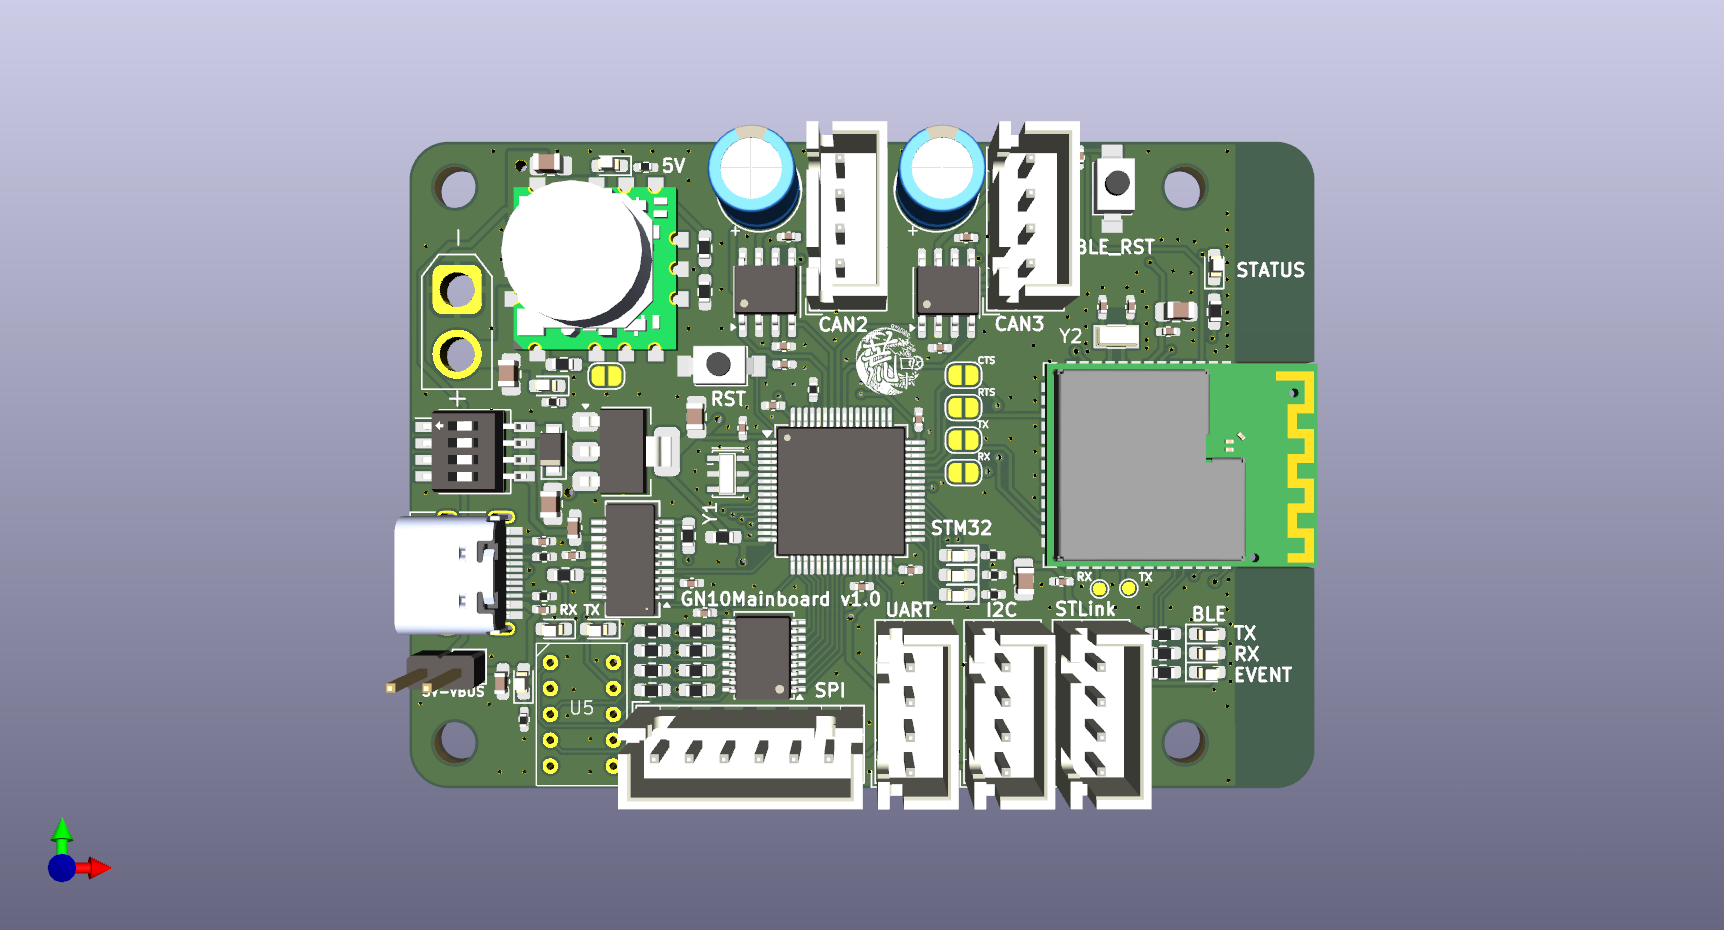 5V
+
+
−
+
BLE_RST
STATUS
CAN2
CAN3
Y2
CTS
RTS
TX
RX
RST
Y1
STM32
GN10Mainboard v1.0
RX TX
RX
TX
UART
I2C
STLink
BLE
TX
RX
EVENT
SPI
5V-VBUS
U5